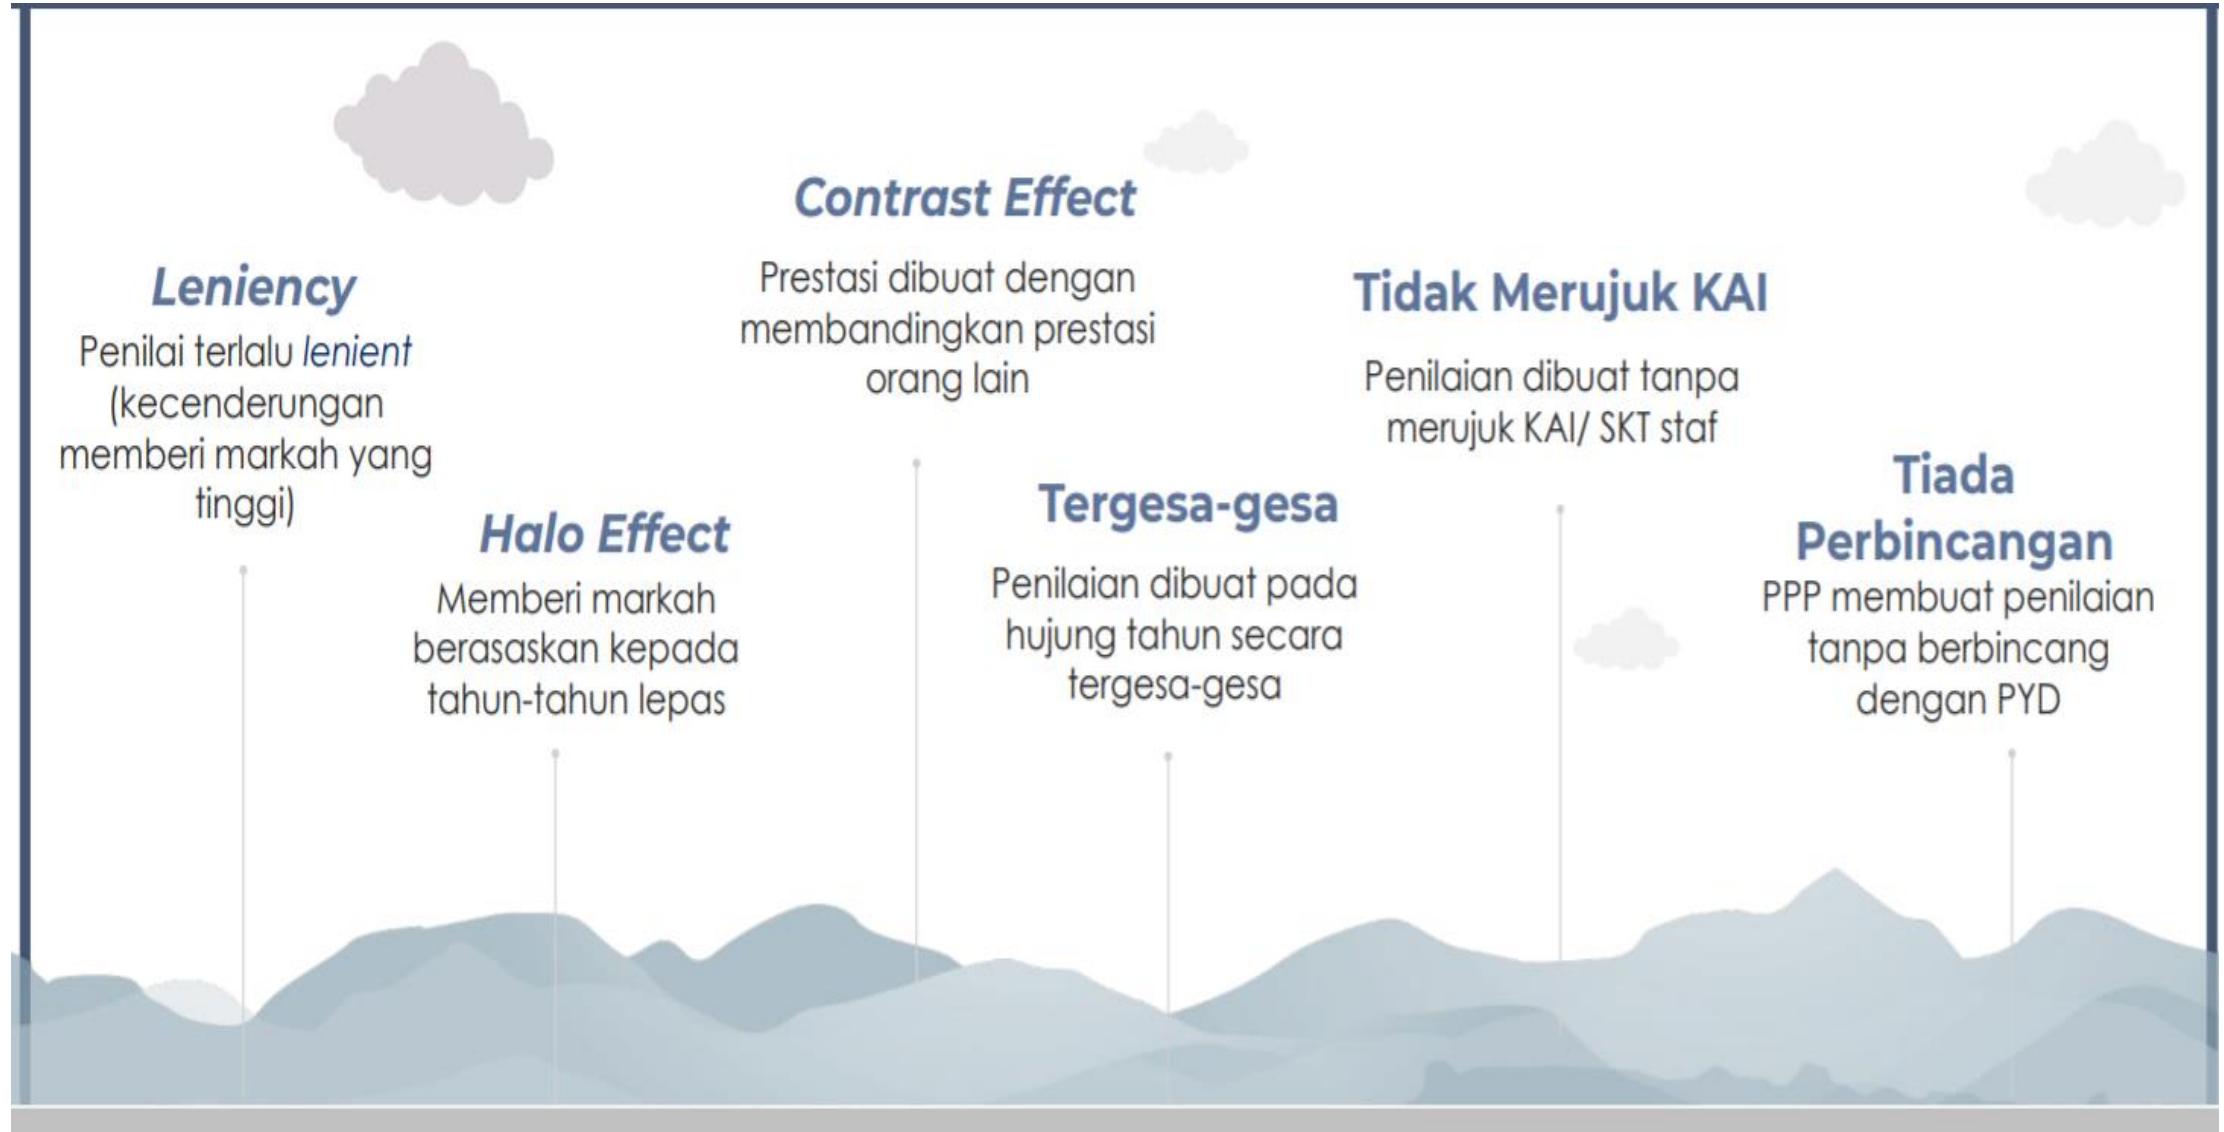 Leniency
Penilai terlalu lenient
(kecenderungan
memberi markah yang
tinggi)
Halo Effect
Memberi markah
berasaskan kepada
tahun-tahun lepas
Contrast Effect
Prestasi dibuat dengan
membandingkan prestasi
orang lain
Tergesa-gesa
Penilaian dibuat pada
hujung tahun secara
tergesa-gesa
Tidak Merujuk KAI
Penilaian dibuat tanpa
merujuk KAI/ SKT staf
Tiada
Perbincangan
PPP membuat penilaian
tanpa berbincang
dengan PYD